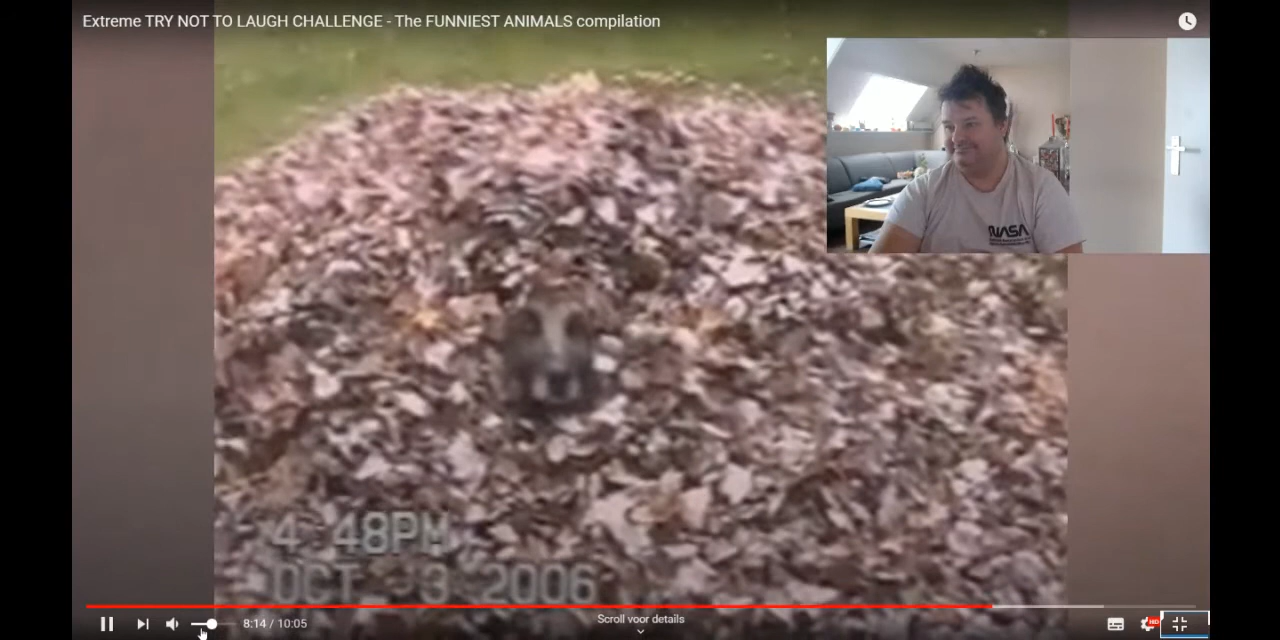 Extreme TRY NOT TO LAUGH CHALLENGE - The FUNNIEST ANIMALS compilation
NASA
4:48PM
OCT. 3 2006
8:14 / 10:05
Scroll voor details
HD